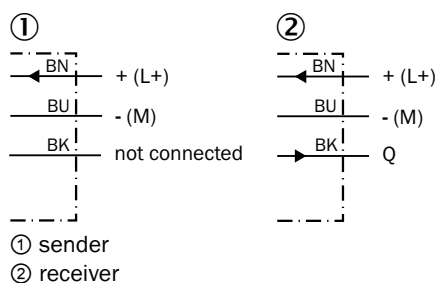 ① ②
BN + (L+) BN + (L+)
BU - (M) BU - (M)
BK not connected BK Q
① sender
② receiver